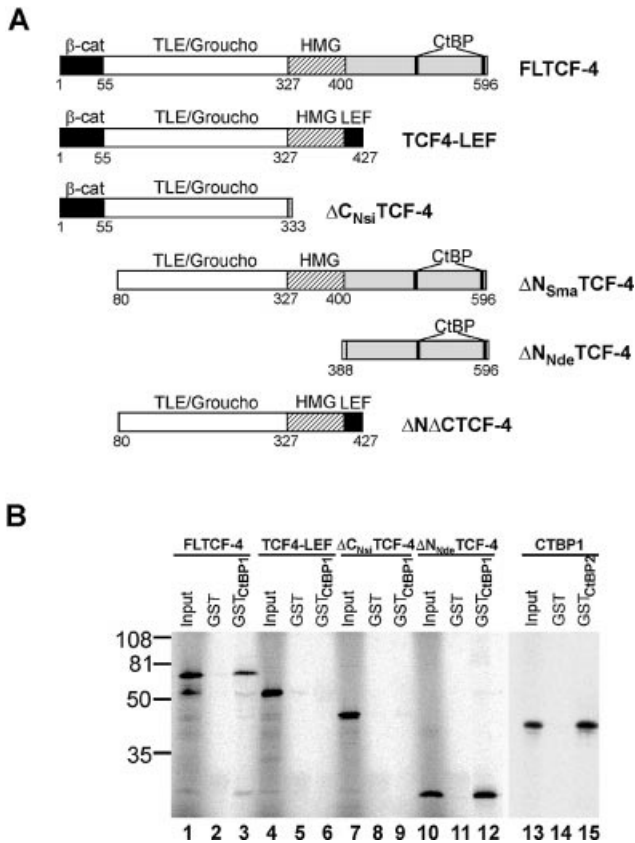 A
β-cat TLE/Groucho HMG CtBP
FLTCF-4
1 55 327 400 596
β-cat TLE/Groucho HMG LEF
TCF4-LEF
1 55 327 427
β-cat TLE/Groucho
ΔCNsiTCF-4
1 55 333
TLE/Groucho HMG CtBP
ΔNSmaTCF-4
80 327 400 596
CtBP
ΔNNdeTCF-4
388 596
TLE/Groucho HMG LEF
ΔNΔCTCF-4
80 327 427
B
FLTCF-4 TCF4-LEF ΔCNsiTCF-4 ΔNNdeTCF-4 CTBP1
Input GST GSTCtBP1 Input GST GSTCtBP1 Input GST GSTCtBP1 Input GST GSTCtBP1 Input GST GSTCtBP2
108
81
50
35
1 2 3 4 5 6 7 8 9 10 11 12 13 14 15